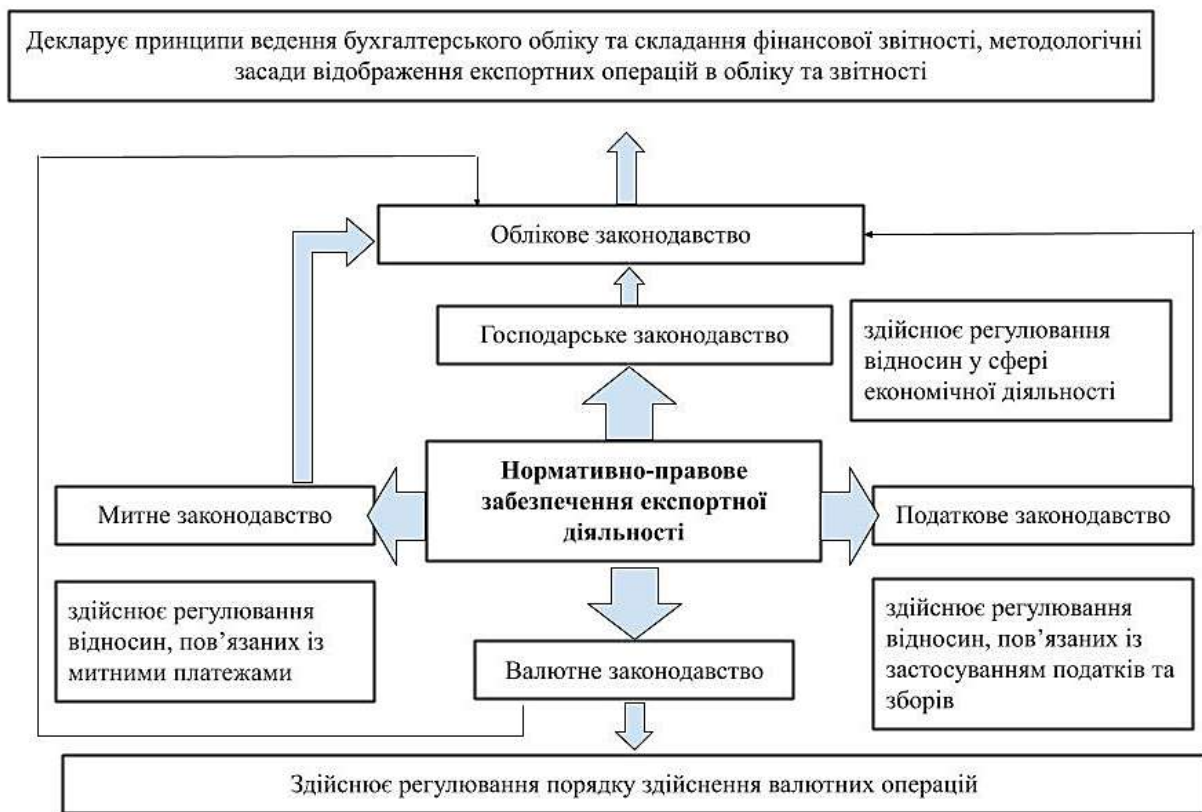 Декларує принципи ведення бухгалтерського обліку та складання фінансової звітності, методологічні
засади відображення експортних операцій в обліку та звітності
Облікове законодавство
Господарське законодавство
здійснює регулювання
відносин у сфері
економічної діяльності
Нормативно-правове
забезпечення експортної
діяльності
Митне законодавство
Податкове законодавство
здійснює регулювання
відносин, пов’язаних із
митними платежами
здійснює регулювання
відносин, пов’язаних із
застосуванням податків та
зборів
Валютне законодавство
Здійснює регулювання порядку здійснення валютних операцій